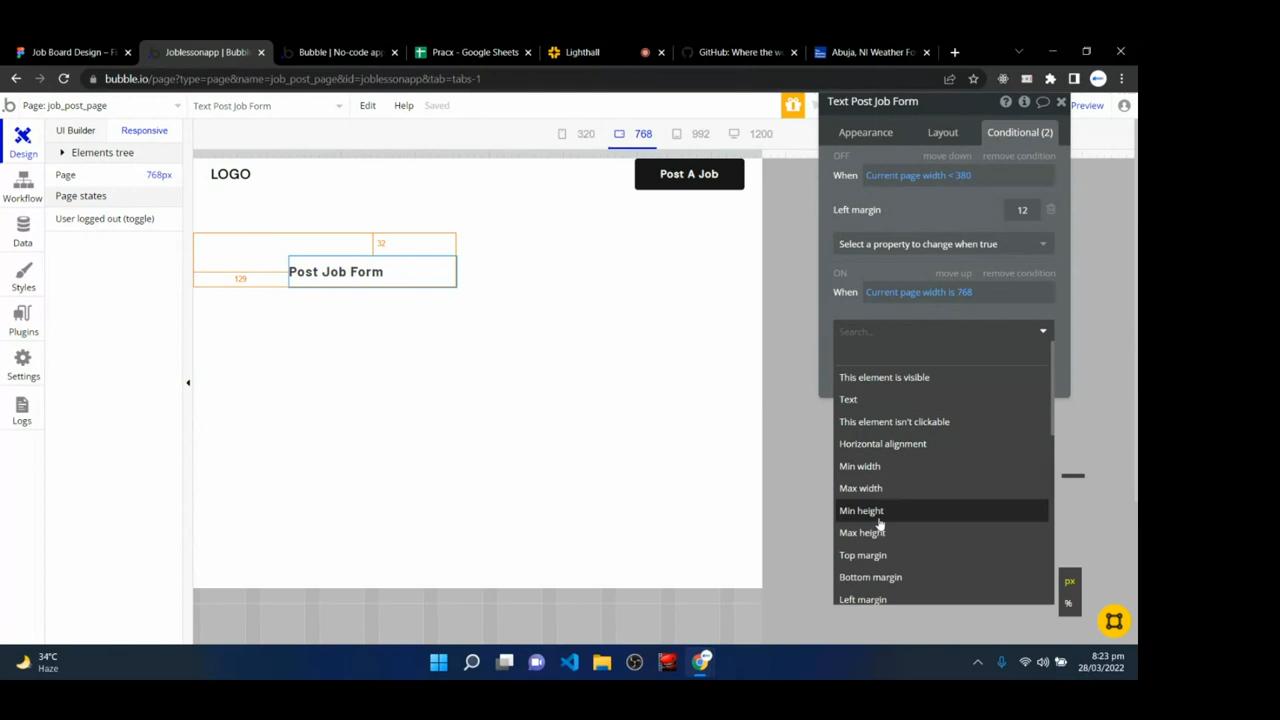 Job Board Design – Fi
Joblessonapp | Bubbl
Bubble | No-code app
Pracx - Google Sheets
Lighthall
GitHub: Where the w
Abuja, NI Weather Fo
bubble.io/page?type=page&name=job_post_page&id=joblessonapp&tab=tabs-1
Page: job_post_page
Text Post Job Form
Edit
Help
Saved
Text Post Job Form
Preview
Design
Workflow
Data
Styles
Plugins
Settings
Logs
UI Builder
Responsive
Elements tree
Page
768px
Page states
User logged out (toggle)
320
768
992
1200
LOGO
Post A Job
32
129
Post Job Form
Appearance
Layout
Conditional (2)
OFF
move down
remove condition
When
Current page width < 380
Left margin
12
Select a property to change when true
ON
move up
remove condition
When
Current page width is 768
Search...
This element is visible
Text
This element isn't clickable
Horizontal alignment
Min width
Max width
Min height
Max height
Top margin
Bottom margin
Left margin
px
%
34°C
Haze
8:23 pm
28/03/2022